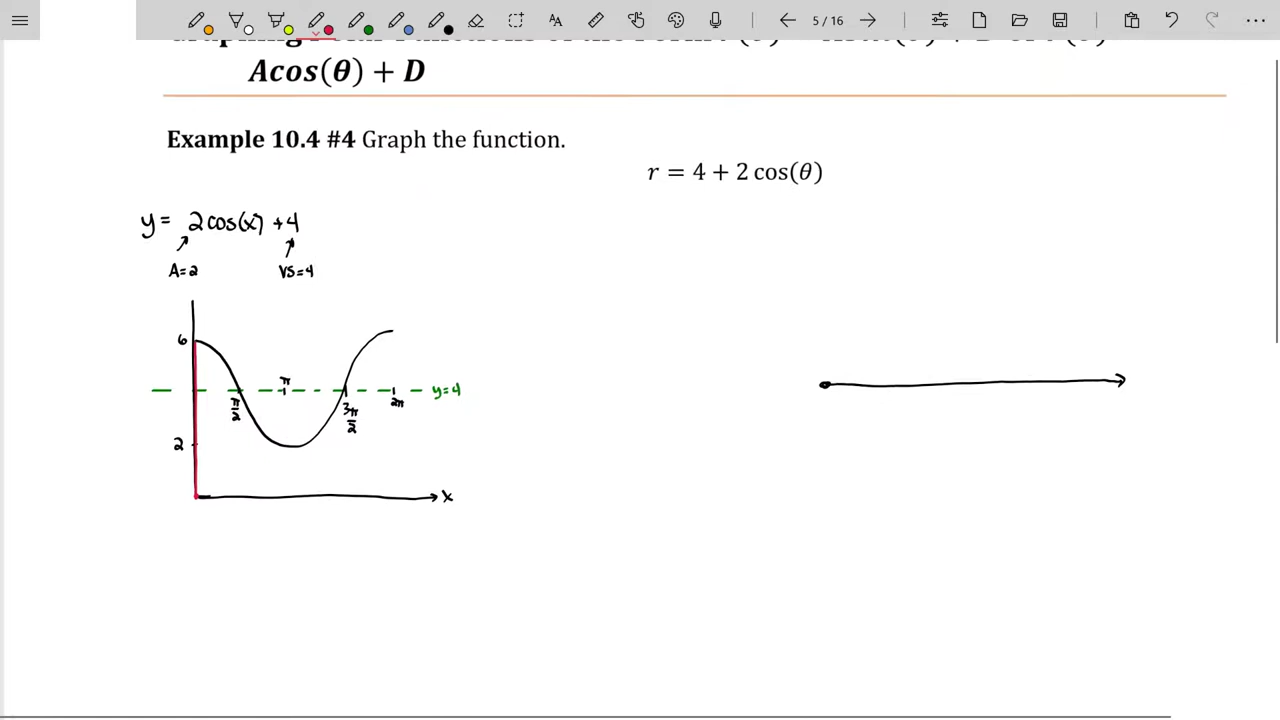 5 / 16
Acos(θ) + D
Example 10.4 #4 Graph the function.
r = 4 + 2 cos(θ)
y = 2cos(x) +4
A=2 VS=4
6
π
y=4
π/2 3π/2 2π
2
x